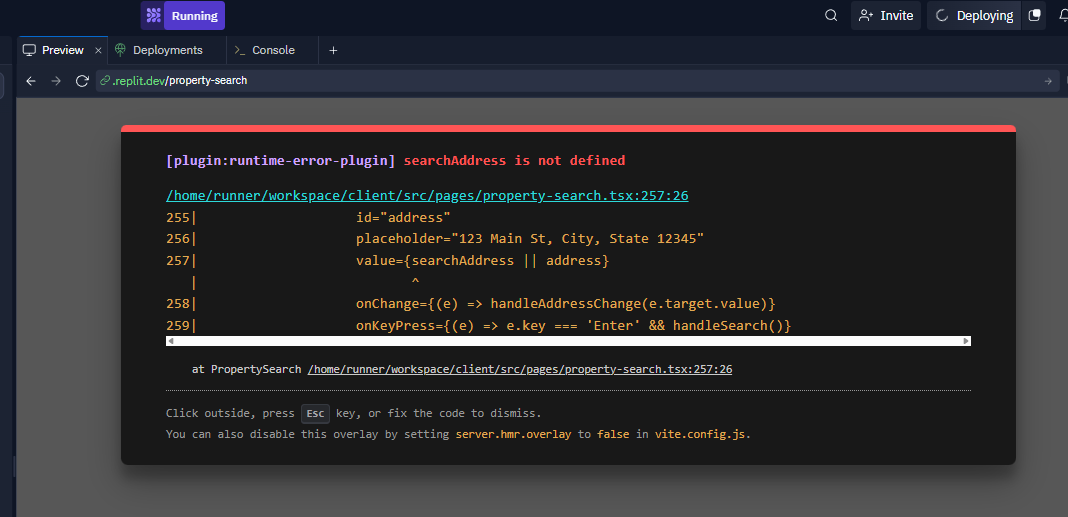 Running
Invite
Deploying
Preview × Deployments >_ Console +
.replit.dev/property-search
[plugin:runtime-error-plugin] searchAddress is not defined
/home/runner/workspace/client/src/pages/property-search.tsx:257:26
255| id="address"
256| placeholder="123 Main St, City, State 12345"
257| value={searchAddress || address}
| ^
258| onChange={(e) => handleAddressChange(e.target.value)}
259| onKeyPress={(e) => e.key === 'Enter' && handleSearch()}
at PropertySearch /home/runner/workspace/client/src/pages/property-search.tsx:257:26
Click outside, press Esc key, or fix the code to dismiss.
You can also disable this overlay by setting server.hmr.overlay to false in vite.config.js.